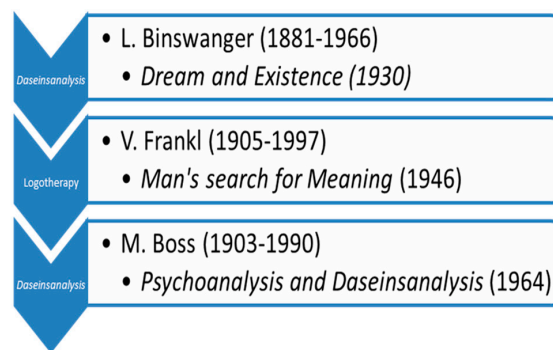 Daseinsanalysis
• L. Binswanger (1881-1966)
• Dream and Existence (1930)
Logotherapy
• V. Frankl (1905-1997)
• Man's search for Meaning (1946)
Daseinsanalysis
• M. Boss (1903-1990)
• Psychoanalysis and Daseinsanalysis (1964)